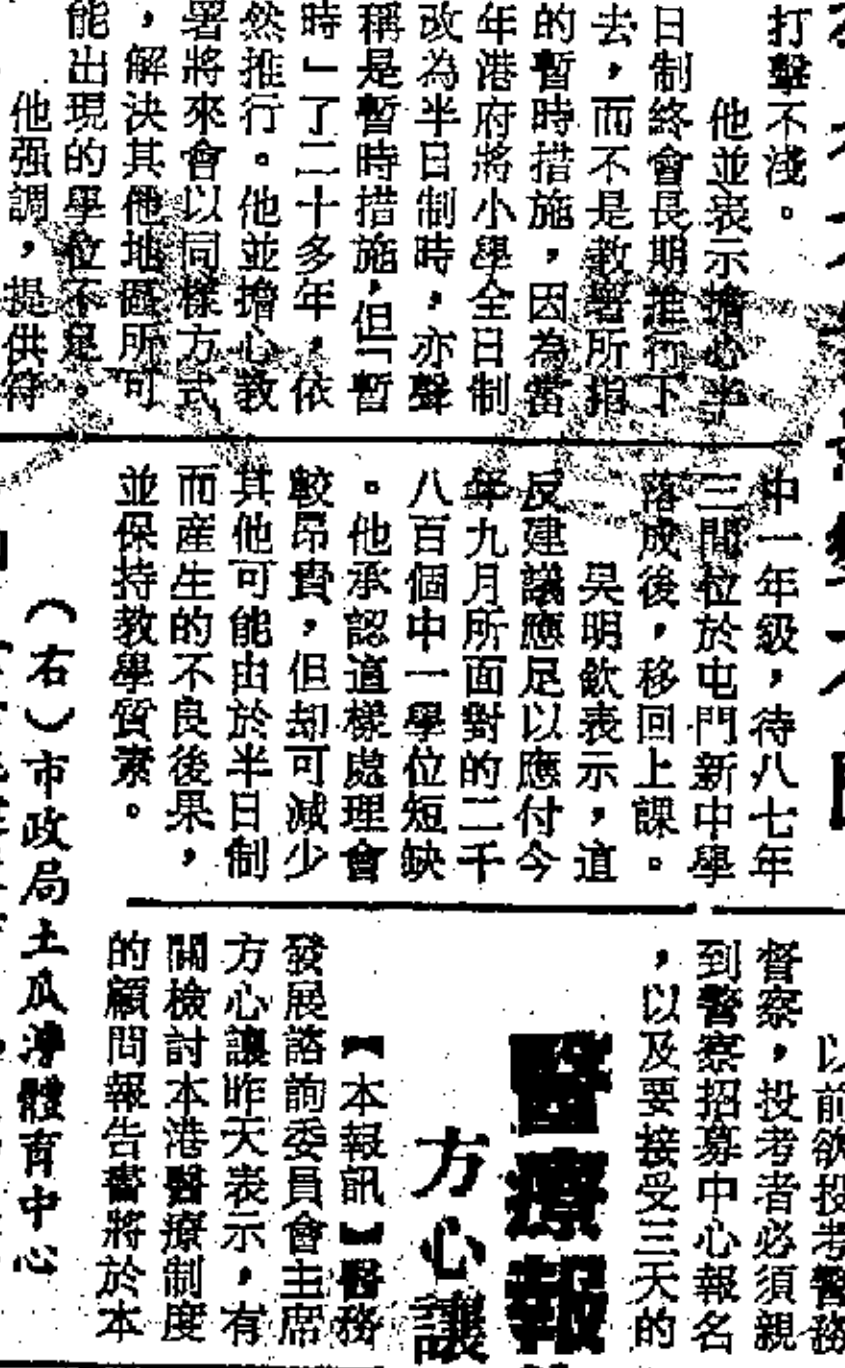 打擊不淺。
他並表示擔心半
日制終會長期推行下
去，而不是教署所指
的暫時措施，因為當
年港府將小學全日制
改為半日制時，亦聲
稱是暫時措施，但「暫
時」了二十多年，依
然推行。他並擔心教
署將來會以同樣方式
，解決其他地區所可
能出現的學位不足。
他强調，提供符
中一年級，待八七年
三間位於屯門新中學
落成後，移回上課。
吴明欽表示，這
反建議應足以應付今
年九月所面對的二千
八百個中一學位短缺
。他承認這樣處理會
較昂貴，但却可減少
其他可能由於半日制
而產生的不良後果，
並保持教學質素。
以前欲投考警務
督察，投考者必須親
到警察招募中心報名
，以及要接受三天的
醫療報
方心讓
【本報訊】醫務
發展諮詢委員會主席
方心讓昨天表示，有
關檢討本港醫療制度
的顧問報告書將於本
（右）市政局土瓜灣體育中心